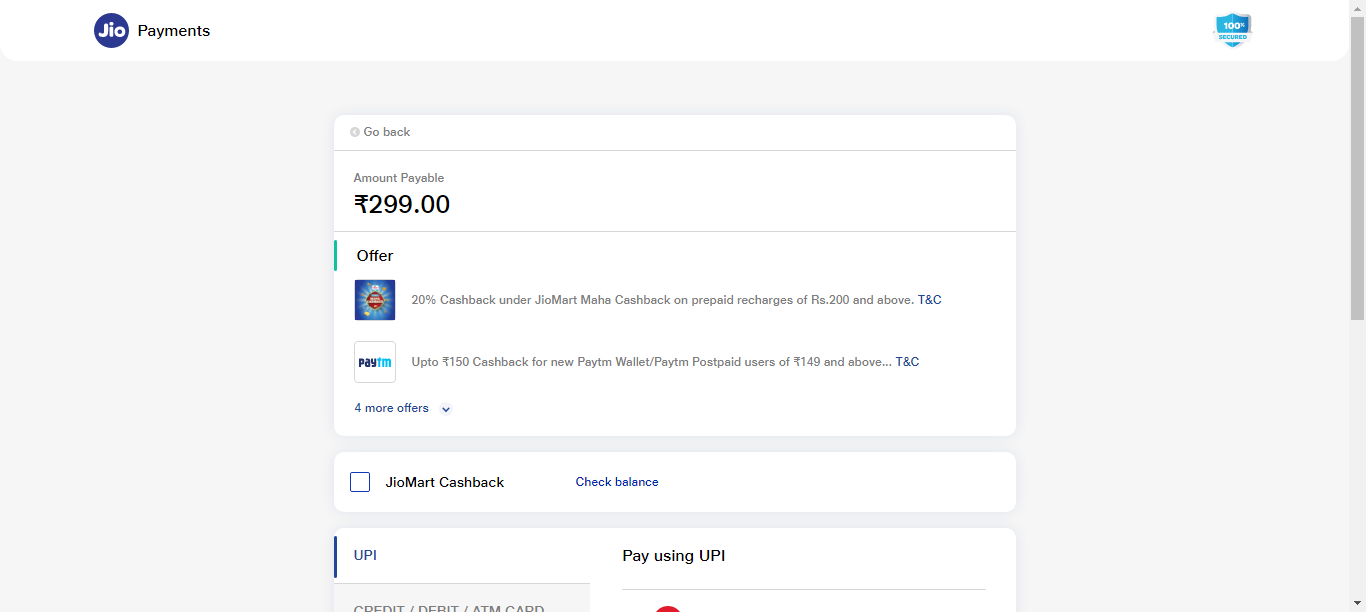 Jio Payments
100%
SECURED
Go back
Amount Payable
₹299.00
Offer
20% Cashback under JioMart Maha Cashback on prepaid recharges of Rs.200 and above. T&C
paytm
Upto ₹150 Cashback for new Paytm Wallet/Paytm Postpaid users of ₹149 and above... T&C
4 more offers
JioMart Cashback
Check balance
UPI
Pay using UPI
CREDIT / DEBIT / ATM CARD